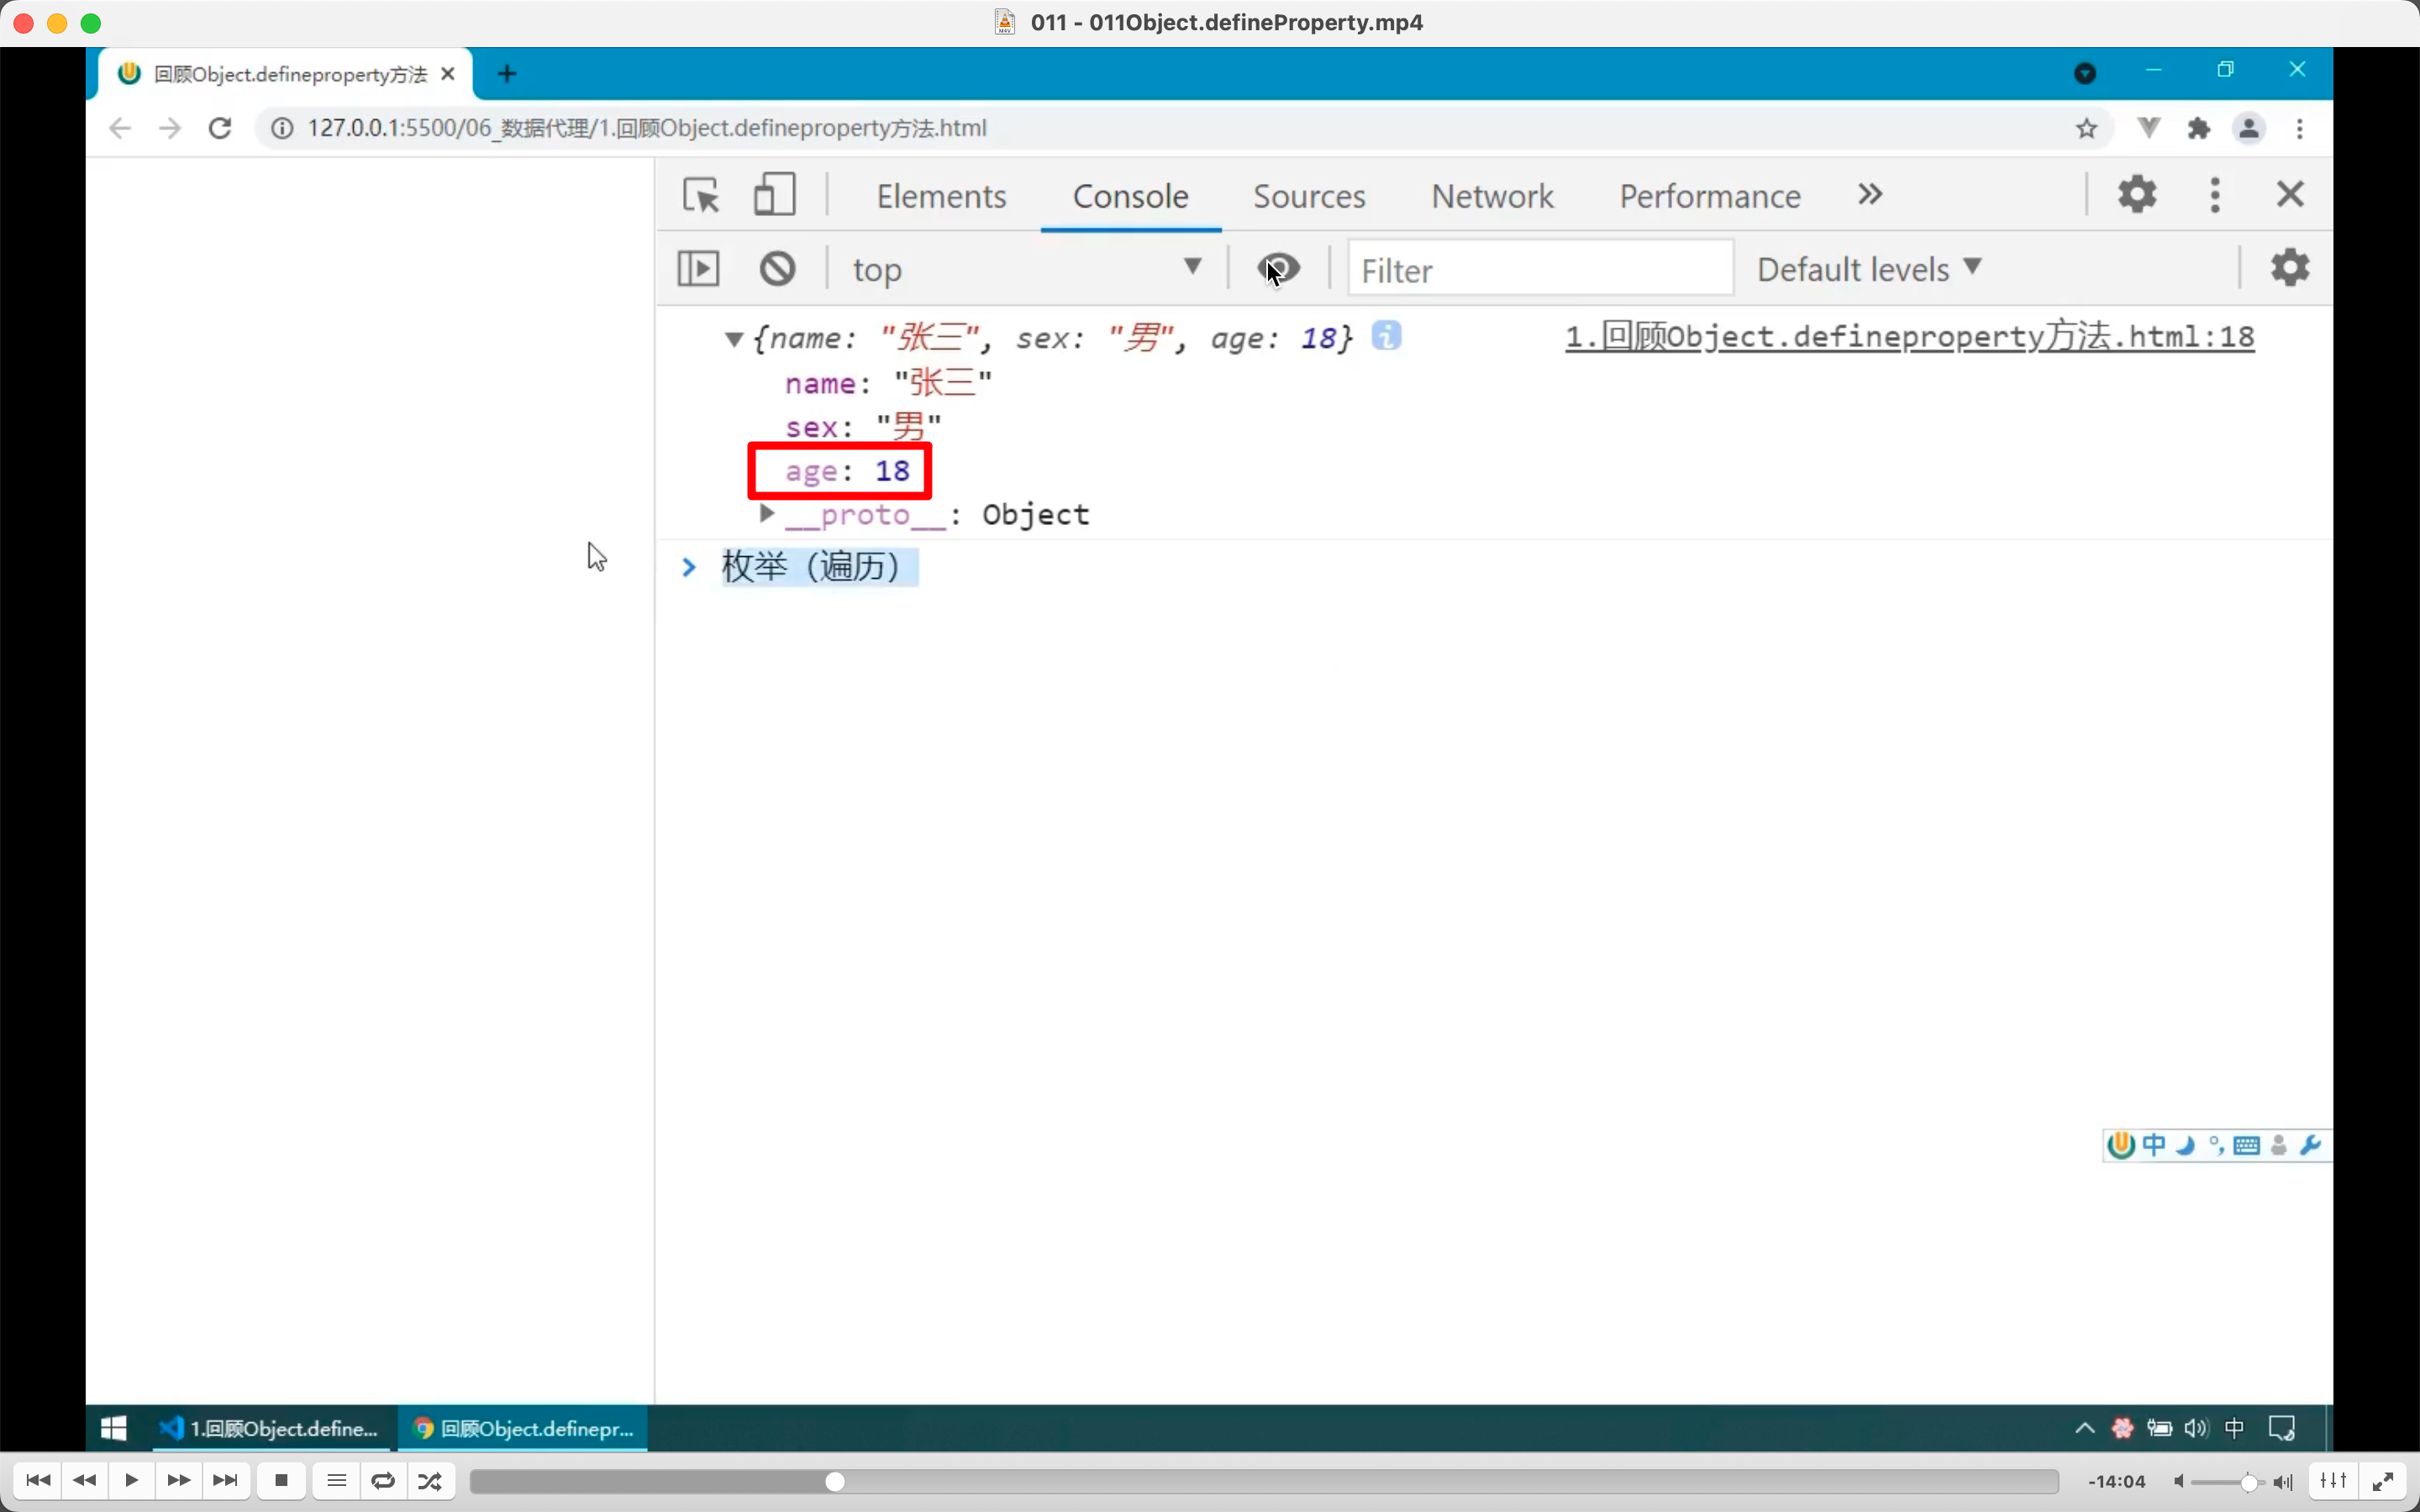 011 - 011Object.defineProperty.mp4
回顾Object.defineproperty方法
127.0.0.1:5500/06_数据代理/1.回顾Object.defineproperty方法.html
Elements Console Sources Network Performance
top Filter Default levels
{name: "张三", sex: "男", age: 18} 1.回顾Object.defineproperty方法.html:18
name: "张三"
sex: "男"
age: 18
__proto__: Object
枚举（遍历）
中
1.回顾Object.define... 回顾Object.definepr... 中
-14:04